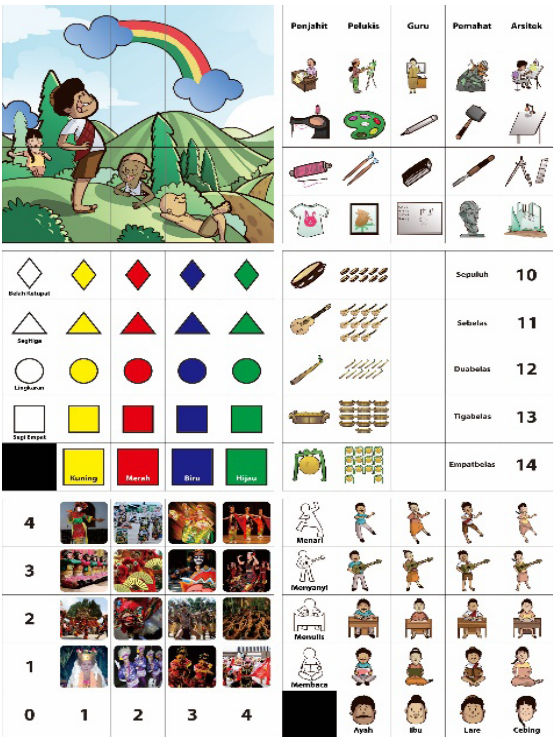 Penjahit Pelukis Guru Pemahat Arsitek
Belah Ketupat
Segitiga
Lingkaran
Segi Empat
Kuning Merah Biru Hijau
Sepuluh 10
Sebelas 11
Duabelas 12
Tigabelas 13
Empatbelas 14
4
3
2
1
0 1 2 3 4
Menari
Menyanyi
Menulis
Membaca
Ayah Ibu Lare Cebing